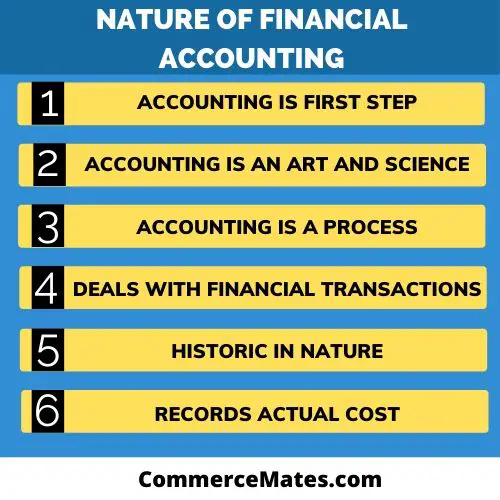 NATURE OF FINANCIAL
ACCOUNTING
1 ACCOUNTING IS FIRST STEP
2 ACCOUNTING IS AN ART AND SCIENCE
3 ACCOUNTING IS A PROCESS
4 DEALS WITH FINANCIAL TRANSACTIONS
5 HISTORIC IN NATURE
6 RECORDS ACTUAL COST
CommerceMates.com